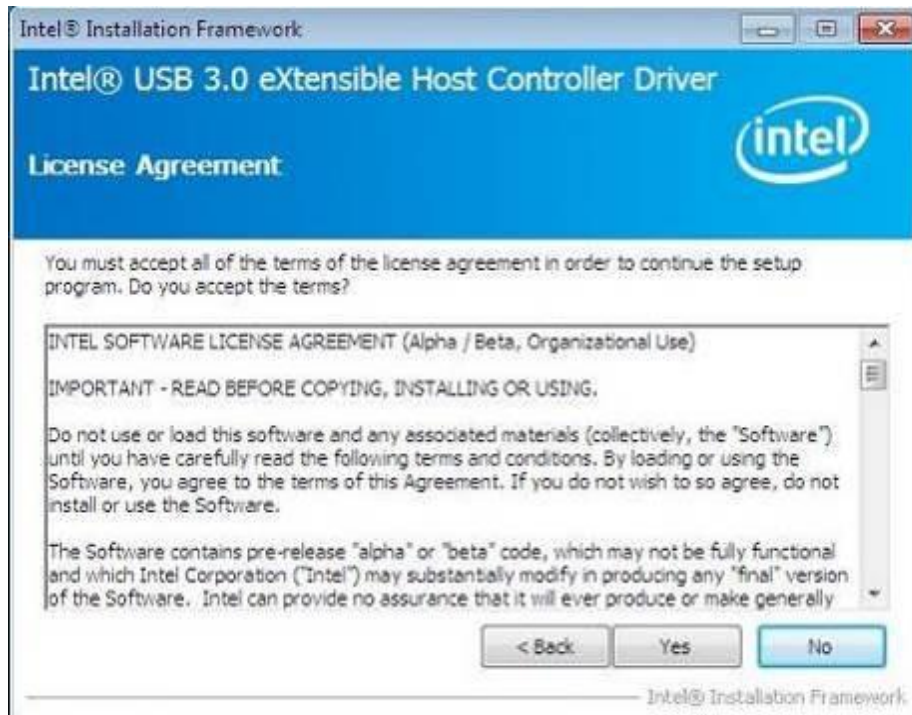 Intel® Installation Framework
Intel® USB 3.0 eXtensible Host Controller Driver
intel
License Agreement
You must accept all of the terms of the license agreement in order to continue the setup
program. Do you accept the terms?
INTEL SOFTWARE LICENSE AGREEMENT (Alpha / Beta, Organizational Use)
IMPORTANT - READ BEFORE COPYING, INSTALLING OR USING.
Do not use or load this software and any associated materials (collectively, the "Software")
until you have carefully read the following terms and conditions. By loading or using the
Software, you agree to the terms of this Agreement. If you do not wish to so agree, do not
install or use the Software.
The Software contains pre-release "alpha" or "beta" code, which may not be fully functional
and which Intel Corporation ("Intel") may substantially modify in producing any "final" version
of the Software.  Intel can provide no assurance that it will ever produce or make generally
< Back
Yes
No
Intel® Installation Framework